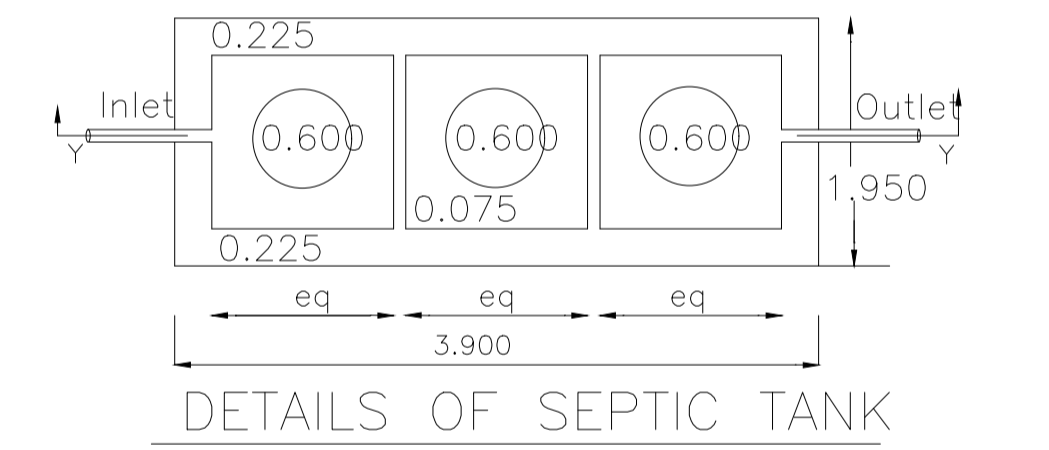 0.225
Inlet
Outlet
0.600 0.600 0.600
Y
Y
1.950
0.075
0.225
eq eq eq
3.900
DETAILS OF SEPTIC TANK